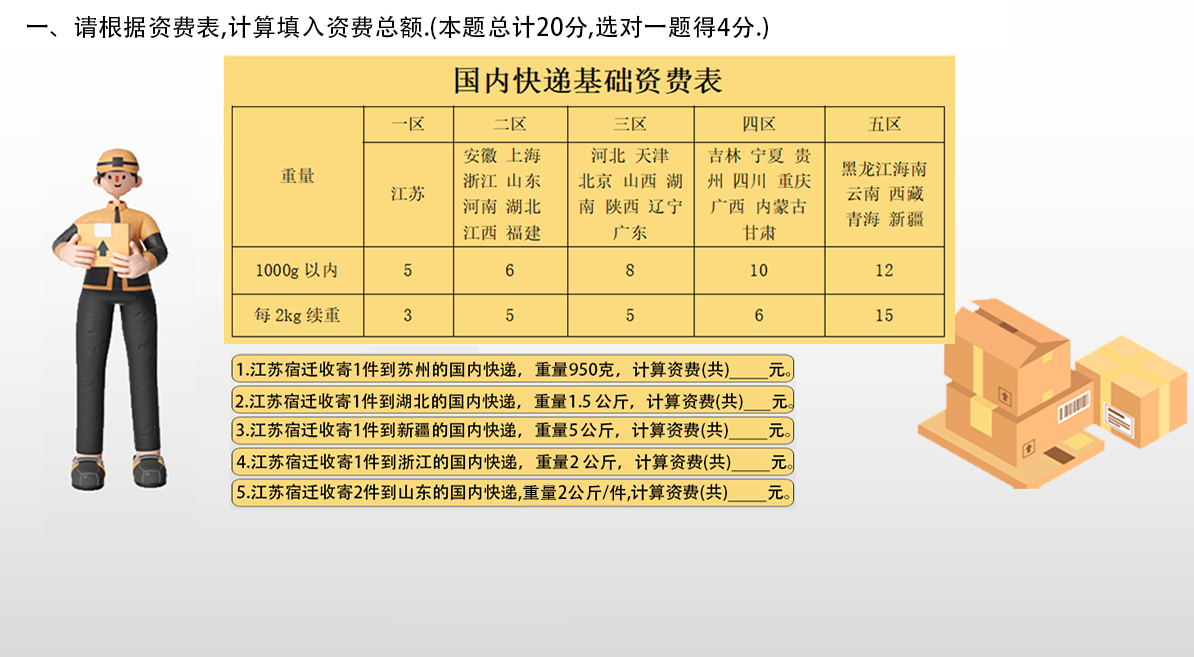 一、请根据资费表,计算填入资费总额.(本题总计20分,选对一题得4分.)
国内快递基础资费表
重量 一区 二区 三区 四区 五区
江苏
安徽 上海
浙江 山东
河南 湖北
江西 福建
河北 天津
北京 山西 湖
南 陕西 辽宁
广东
吉林 宁夏 贵
州 四川 重庆
广西 内蒙古
甘肃
黑龙江海南
云南 西藏
青海 新疆
1000g 以内 5 6 8 10 12
每 2kg 续重 3 5 5 6 15
1.江苏宿迁收寄1件到苏州的国内快递，重量950克，计算资费(共)____元。
2.江苏宿迁收寄1件到湖北的国内快递，重量1.5 公斤，计算资费(共)___元。
3.江苏宿迁收寄1件到新疆的国内快递，重量5公斤，计算资费(共)____元。
4.江苏宿迁收寄1件到浙江的国内快递，重量2 公斤，计算资费(共)____元。
5.江苏宿迁收寄2件到山东的国内快递,重量2公斤/件,计算资费(共)____元。